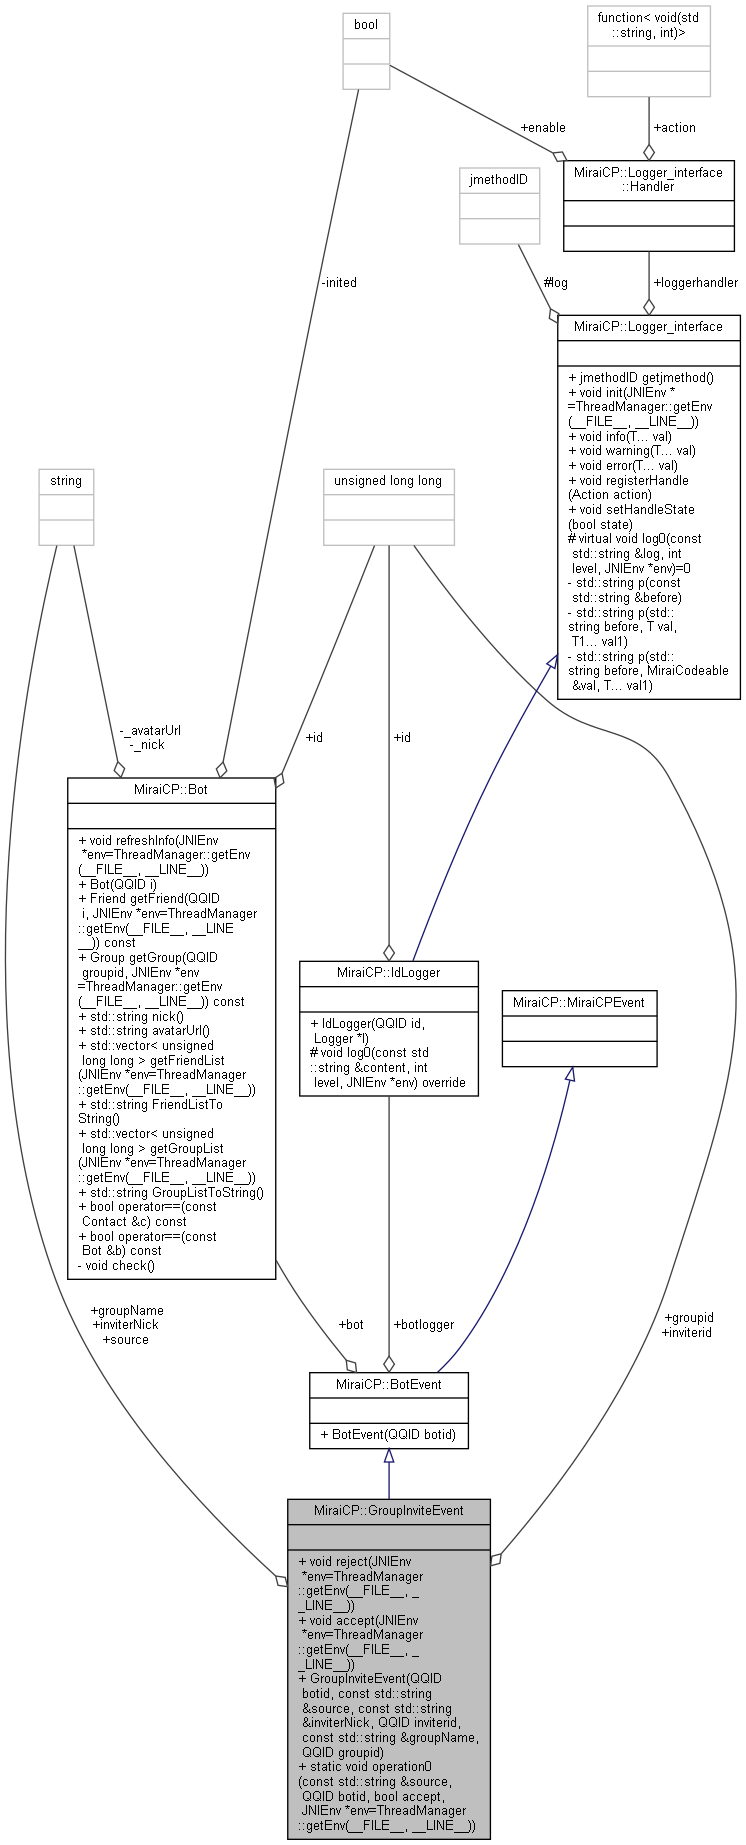 bool
function< void(std
::string, int)>
+enable
+action
jmethodID
MiraiCP::Logger_interface
::Handler
-inited
#log
+loggerhandler
MiraiCP::Logger_interface
+ jmethodID getjmethod()
+ void init(JNIEnv *
=ThreadManager::getEnv
(__FILE__, __LINE__))
+ void info(T... val)
+ void warning(T... val)
+ void error(T... val)
+ void registerHandle
(Action action)
+ void setHandleState
(bool state)
# virtual void log0(const
std::string &log, int
level, JNIEnv *env)=0
- std::string p(const
std::string &before)
- std::string p(std::
string before, T val,
T1... val1)
- std::string p(std::
string before, MiraiCodeable
&val, T... val1)
string
unsigned long long
-_avatarUrl
-_nick
+id
+id
MiraiCP::Bot
+ void refreshInfo(JNIEnv
*env=ThreadManager::getEnv
(__FILE__, __LINE__))
+ Bot(QQID i)
+ Friend getFriend(QQID
i, JNIEnv *env=ThreadManager
::getEnv(__FILE__, __LINE
__)) const
+ Group getGroup(QQID
groupid, JNIEnv *env
=ThreadManager::getEnv
(__FILE__, __LINE__)) const
+ std::string nick()
+ std::string avatarUrl()
+ std::vector< unsigned
long long > getFriendList
(JNIEnv *env=ThreadManager
::getEnv(__FILE__, __LINE__))
+ std::string FriendListTo
String()
+ std::vector< unsigned
long long > getGroupList
(JNIEnv *env=ThreadManager
::getEnv(__FILE__, __LINE__))
+ std::string GroupListToString()
+ bool operator==(const
Contact &c) const
+ bool operator==(const
Bot &b) const
- void check()
MiraiCP::IdLogger
+ IdLogger(QQID id,
Logger *l)
# void log0(const std
::string &content, int
level, JNIEnv *env) override
MiraiCP::MiraiCPEvent
+groupName
+inviterNick
+source
+bot
+botlogger
+groupid
+inviterid
MiraiCP::BotEvent
+ BotEvent(QQID botid)
MiraiCP::GroupInviteEvent
+ void reject(JNIEnv
*env=ThreadManager
::getEnv(__FILE__, _
_LINE__))
+ void accept(JNIEnv
*env=ThreadManager
::getEnv(__FILE__, _
_LINE__))
+ GroupInviteEvent(QQID
botid, const std::string
&source, const std::string
&inviterNick, QQID inviterid,
const std::string &groupName,
QQID groupid)
+ static void operation0
(const std::string &source,
QQID botid, bool accept,
JNIEnv *env=ThreadManager
::getEnv(__FILE__, __LINE__))